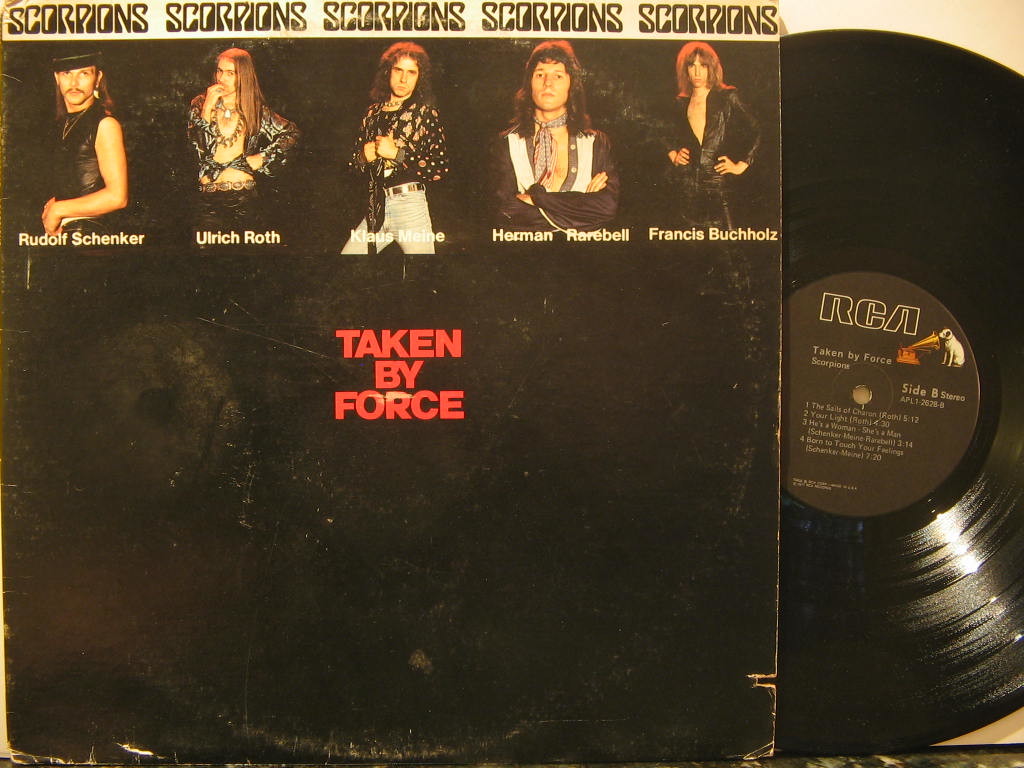 SCORPIONS SCORPIONS SCORPIONS SCORPIONS SCORPIONS
Rudolf Schenker Ulrich Roth Klaus Meine Herman Rarebell Francis Buchholz
TAKEN
BY
FORCE
RCA
Taken by Force
Scorpions
Side B Stereo
APL1-2628-B
1 The Sails of Charon (Roth) 5:12
2 Your Light (Roth) 4:30
3 He's a Woman - She's a Man
(Schenker-Meine-Rarebell) 3:14
4 Born to Touch Your Feelings
(Schenker-Meine) 7:20